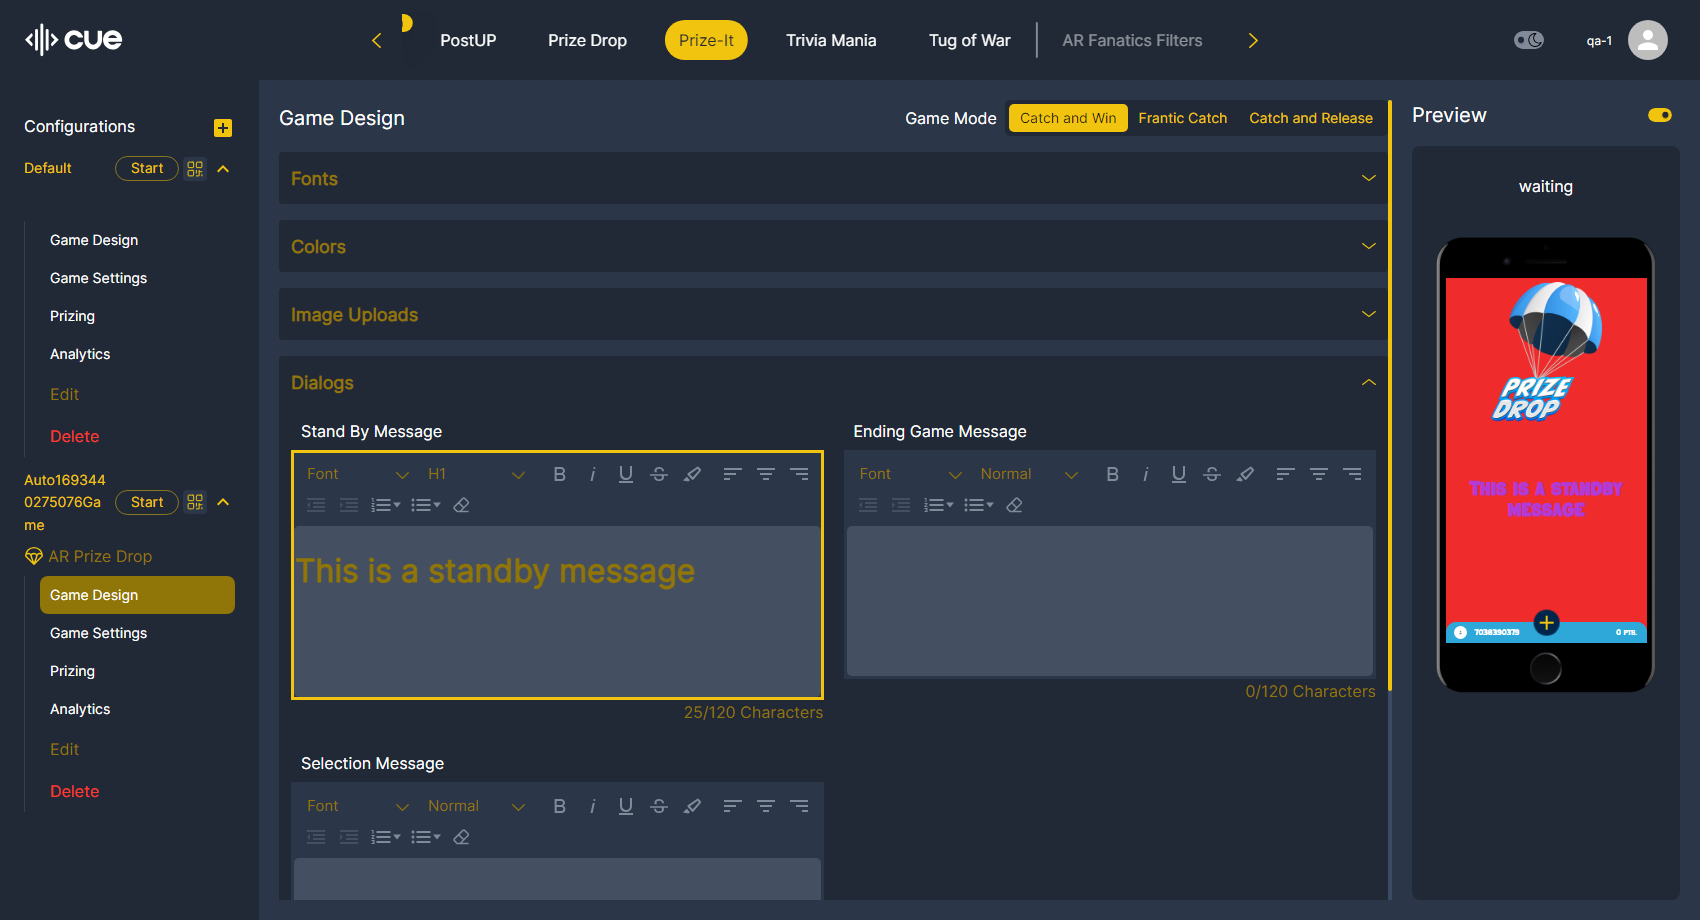 cue
PostUP
Prize Drop
Prize-It
Trivia Mania
Tug of War
AR Fanatics Filters
qa-1
Configurations
Default
Start
Game Design
Game Settings
Prizing
Analytics
Edit
Delete
Auto169344
0275076Ga
me
Start
AR Prize Drop
Game Design
Game Settings
Prizing
Analytics
Edit
Delete
Game Design
Game Mode
Catch and Win
Frantic Catch
Catch and Release
Fonts
Colors
Image Uploads
Dialogs
Stand By Message
Font
H1
This is a standby message
25/120 Characters
Ending Game Message
Font
Normal
0/120 Characters
Selection Message
Font
Normal
Preview
waiting
PRIZE
DROP
THIS IS A STANDBY
MESSAGE
7036390379
0 PTS.